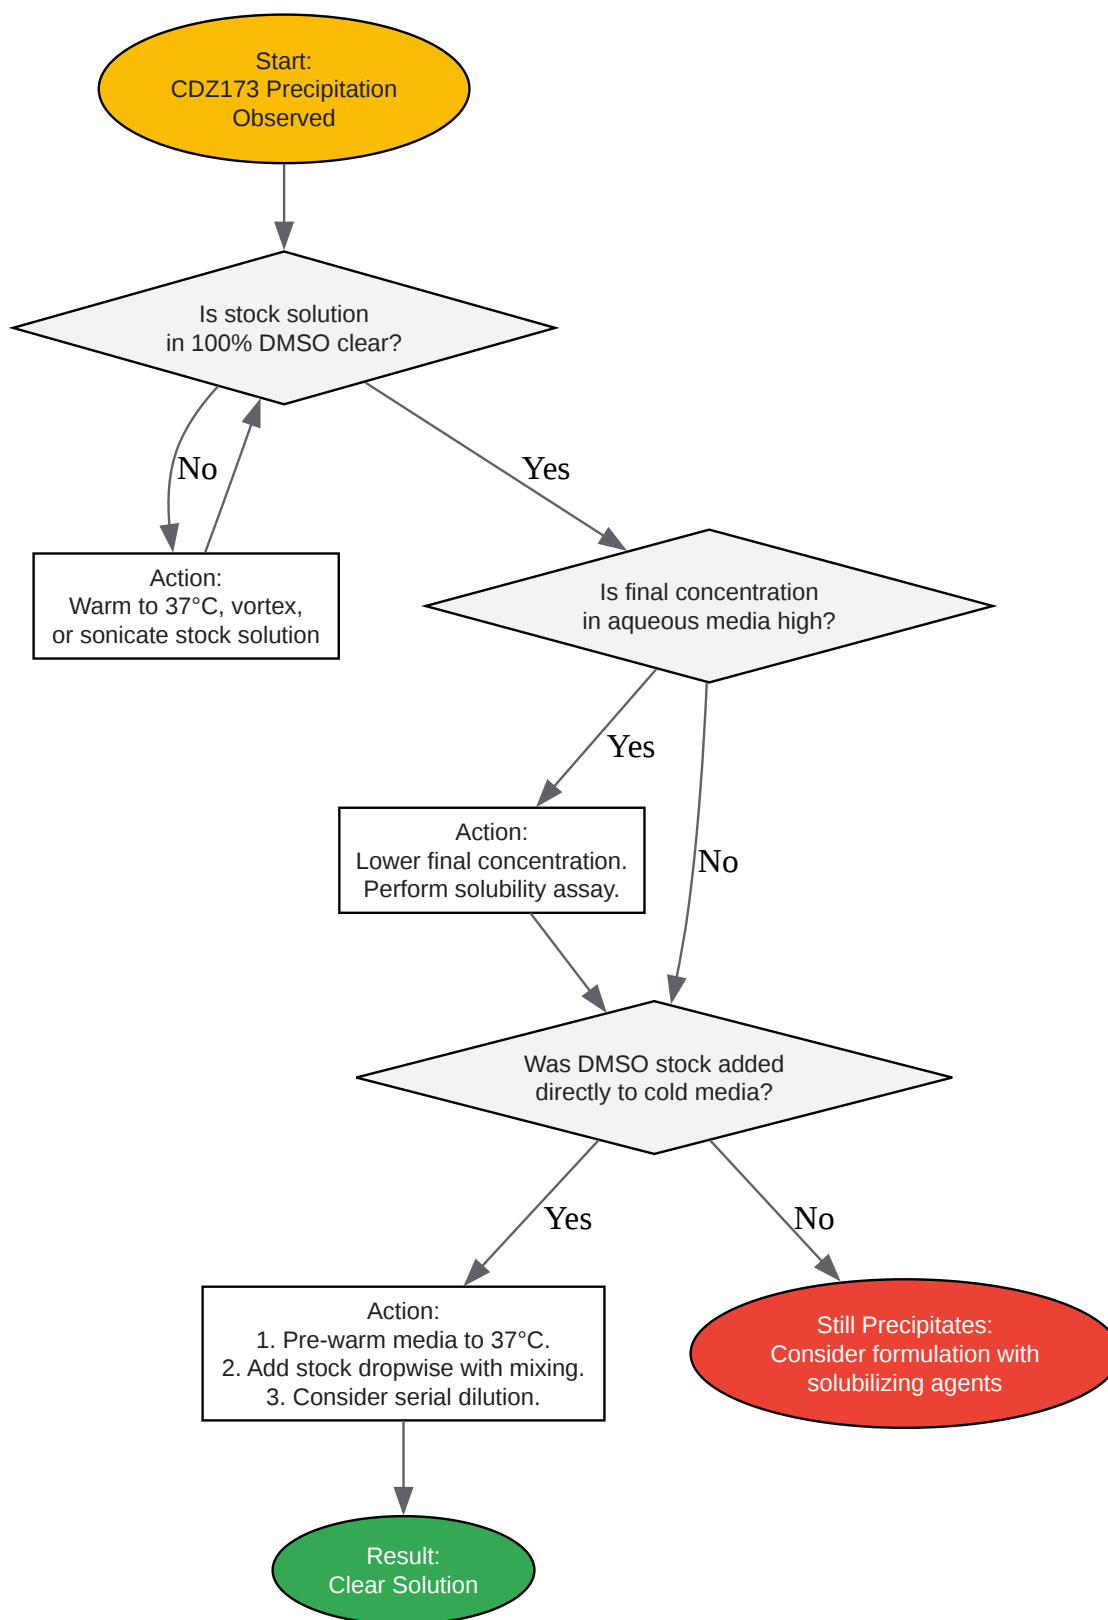 Start:
CDZ173 Precipitation
Observed
Is stock solution
in 100% DMSO clear?
No
Yes
Action:
Warm to 37°C, vortex,
or sonicate stock solution
Is final concentration
in aqueous media high?
Yes
No
Action:
Lower final concentration.
Perform solubility assay.
Was DMSO stock added
directly to cold media?
Yes
No
Action:
1. Pre-warm media to 37°C.
2. Add stock dropwise with mixing.
3. Consider serial dilution.
Still Precipitates:
Consider formulation with
solubilizing agents
Result:
Clear Solution